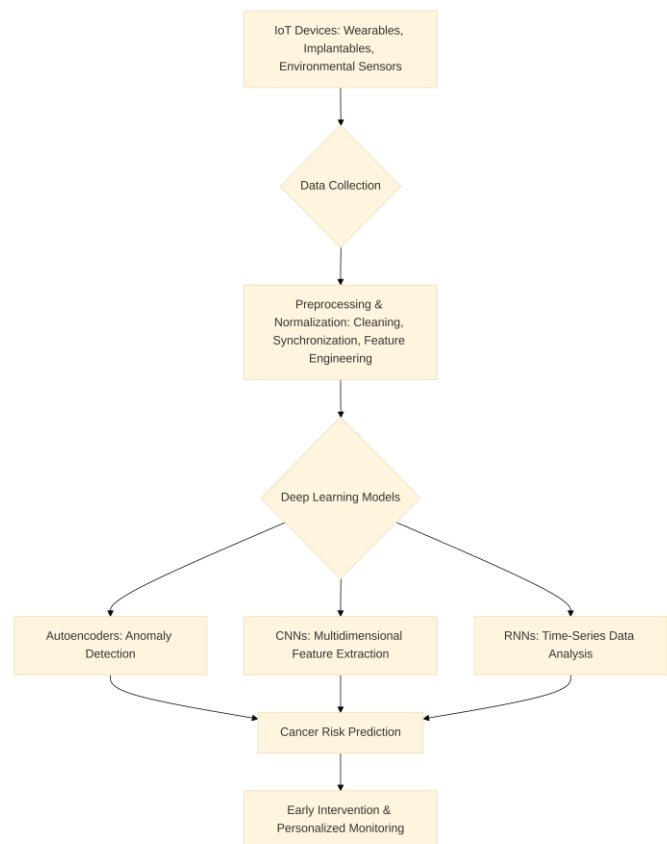 IoT Devices: Wearables,
Implantables,
Environmental Sensors
Data Collection
Preprocessing &
Normalization: Cleaning,
Synchronization, Feature
Engineering
Deep Learning Models
Autoencoders: Anomaly
Detection
CNNs: Multidimensional
Feature Extraction
RNNs: Time-Series Data
Analysis
Cancer Risk Prediction
Early Intervention &
Personalized Monitoring